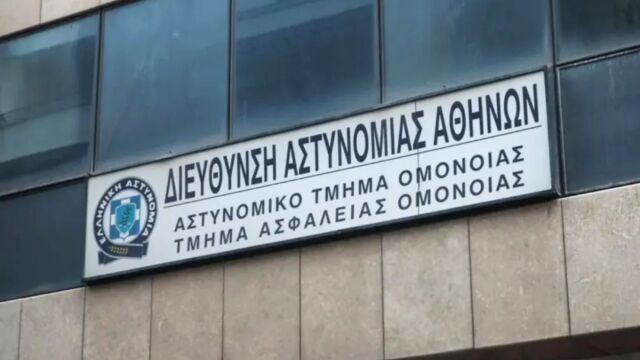 ΔΙΕΥΘΥΝΣΗ ΑΣΤΥΝΟΜΙΑΣ ΑΘΗΝΩΝ
ΑΣΤΥΝΟΜΙΚΟ ΤΜΗΜΑ ΟΜΟΝΟΙΑΣ
ΤΜΗΜΑ ΑΣΦΑΛΕΙΑΣ ΟΜΟΝΟΙΑΣ
ΕΛΛΗΝΙΚΗ ΑΣΤΥΝΟΜΙΑ